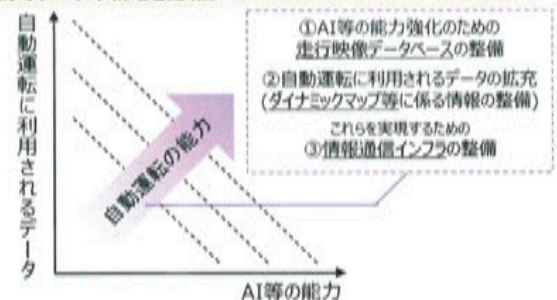 自動運転に利用されるデータ
①AI等の能力強化のための
走行映像データベースの整備
②自動運転に利用されるデータの拡充
(ダイナミックマップ等に係る情報の整備)
これらを実現するための
③情報通信インフラの整備
自動運転の能力
AI等の能力